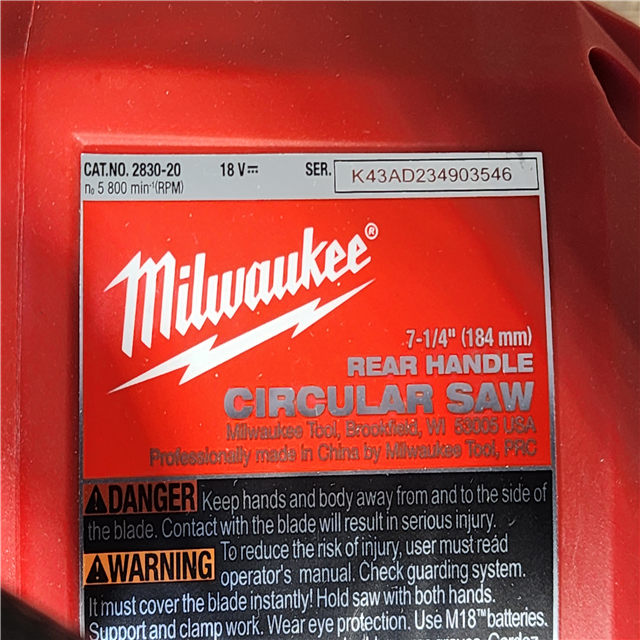 CAT.NO. 2830-20 18 V⎓ SER. K43AD234903546
n₀ 5 800 min⁻¹(RPM)
Milwaukee®
7-1/4" (184 mm)
REAR HANDLE
CIRCULAR SAW
Milwaukee Tool, Brookfield, WI 53005 USA
Professionally made in China by Milwaukee Tool, PRC
DANGER Keep hands and body away from and to the side of
the blade. Contact with the blade will result in serious injury.
WARNING To reduce the risk of injury, user must read
operator's manual. Check guarding system.
It must cover the blade instantly! Hold saw with both hands.
Support and clamp work. Wear eye protection. Use M18™batteries.